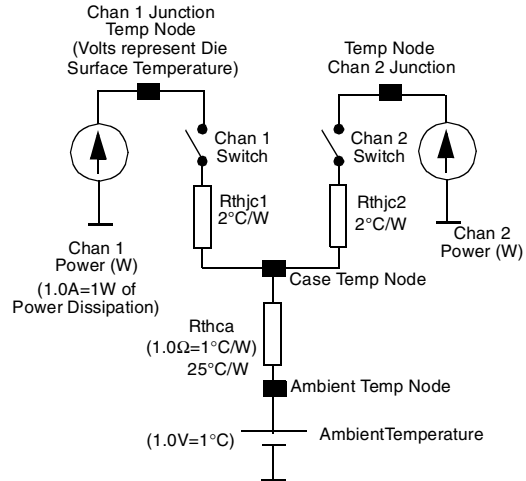 Chan 1 Junction
Temp Node
(Volts represent Die
Surface Temperature)
Temp Node
Chan 2 Junction
Chan 1
Switch
Chan 2
Switch
Rthjc1
2°C/W
Rthjc2
2°C/W
Chan 1
Power (W)
(1.0A=1W of
Power Dissipation)
Chan 2
Power (W)
Case Temp Node
Rthca
(1.0Ω=1°C/W)
25°C/W
Ambient Temp Node
(1.0V=1°C)
AmbientTemperature